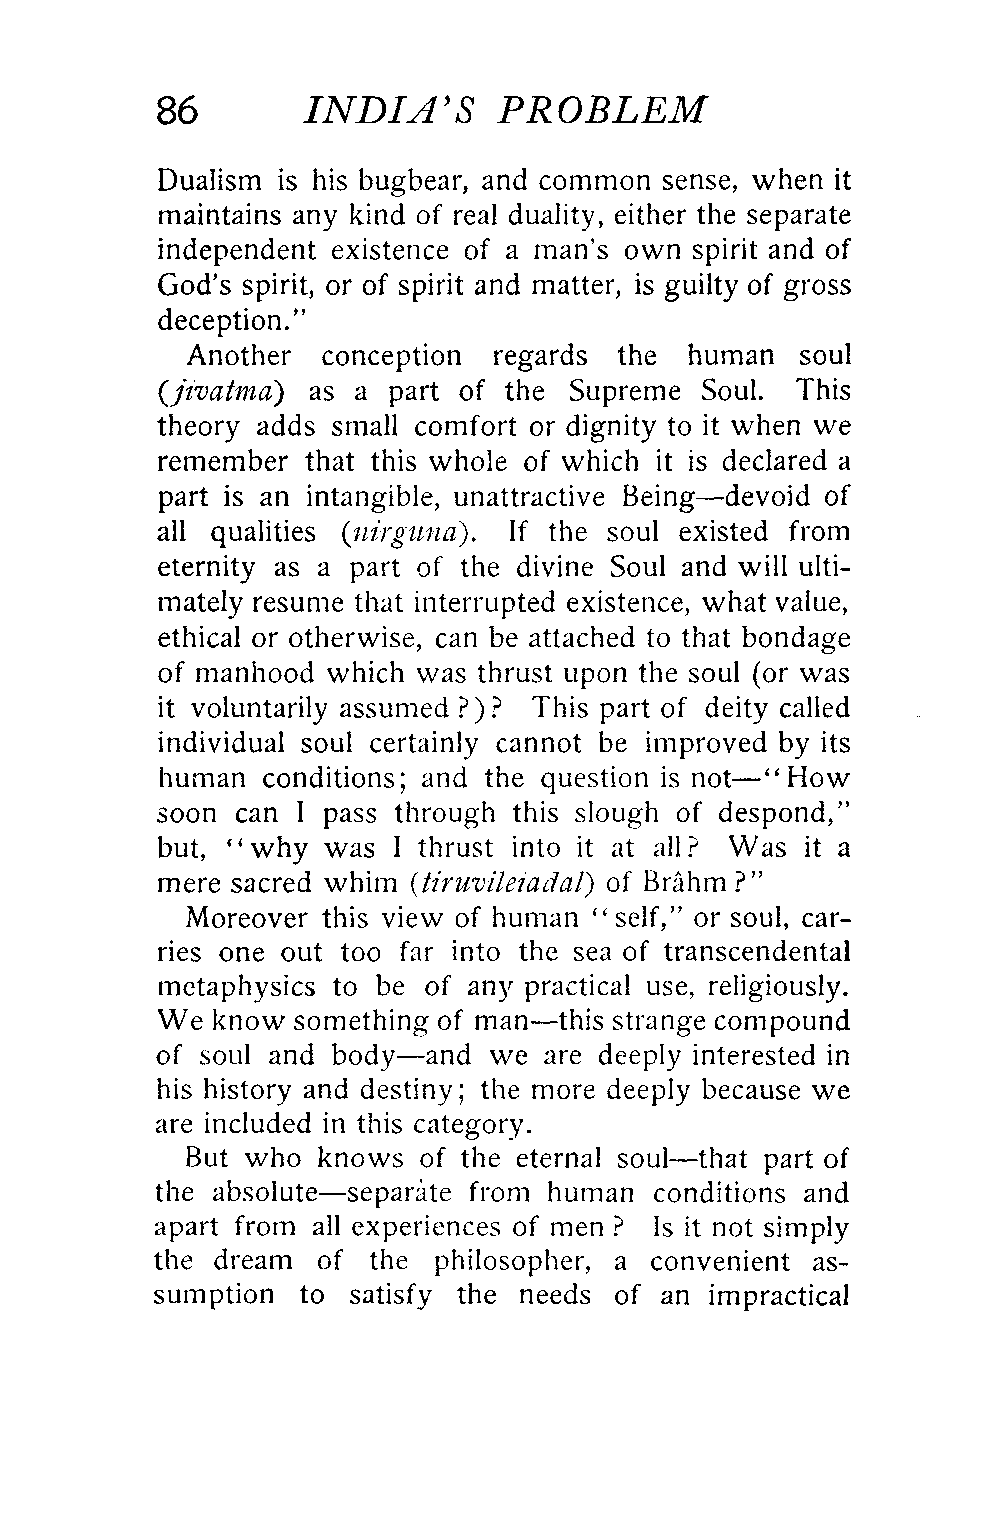 86 INDIA'S PROBLEM
Dualism is his bugbear, and common sense, when it
maintains any kind of real duality, either the separate
independent existence of a man's own spirit and of
God's spirit, or of spirit and matter, is guilty of gross
deception."
Another conception regards the human soul
(jivatma) as a part of the Supreme Soul. This
theory adds small comfort or dignity to it when we
remember that this whole of which it is declared a
part is an intangible, unattractive Being—devoid of
all qualities (nirguna). If the soul existed from
eternity as a part of the divine Soul and will ulti-
mately resume that interrupted existence, what value,
ethical or otherwise, can be attached to that bondage
of manhood which was thrust upon the soul (or was
it voluntarily assumed?)? This part of deity called
individual soul certainly cannot be improved by its
human conditions; and the question is not—"How
soon can I pass through this slough of despond,"
but, "why was I thrust into it at all? Was it a
mere sacred whim (tiruvileiadal) of Brâhm?"
Moreover this view of human "self," or soul, car-
ries one out too far into the sea of transcendental
metaphysics to be of any practical use, religiously.
We know something of man—this strange compound
of soul and body—and we are deeply interested in
his history and destiny; the more deeply because we
are included in this category.
But who knows of the eternal soul—that part of
the absolute—separate from human conditions and
apart from all experiences of men? Is it not simply
the dream of the philosopher, a convenient as-
sumption to satisfy the needs of an impractical